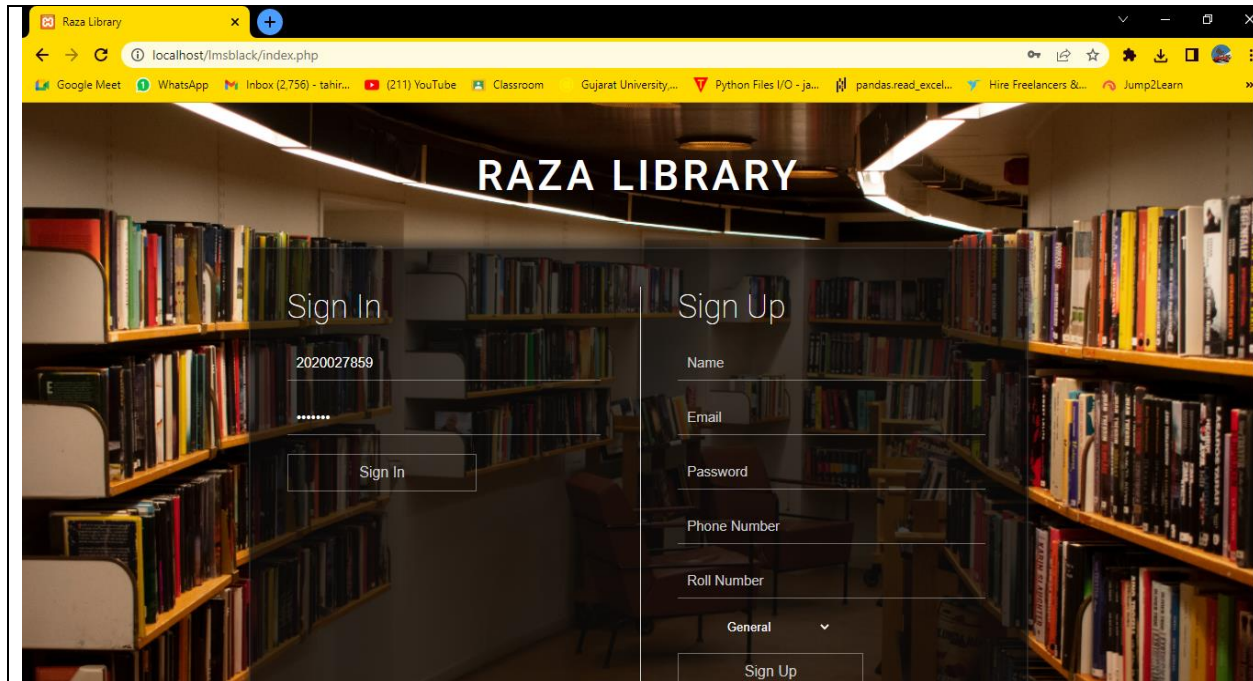 Raza Library
localhost/lmsblack/index.php
Google Meet WhatsApp Inbox (2,756) - tahir... (211) YouTube Classroom Gujarat University,... Python Files I/O - ja... pandas.read_excel... Hire Freelancers &... Jump2Learn »
RAZA LIBRARY
Sign In
2020027859
•••••••
Sign In
Sign Up
Name
Email
Password
Phone Number
Roll Number
General
Sign Up